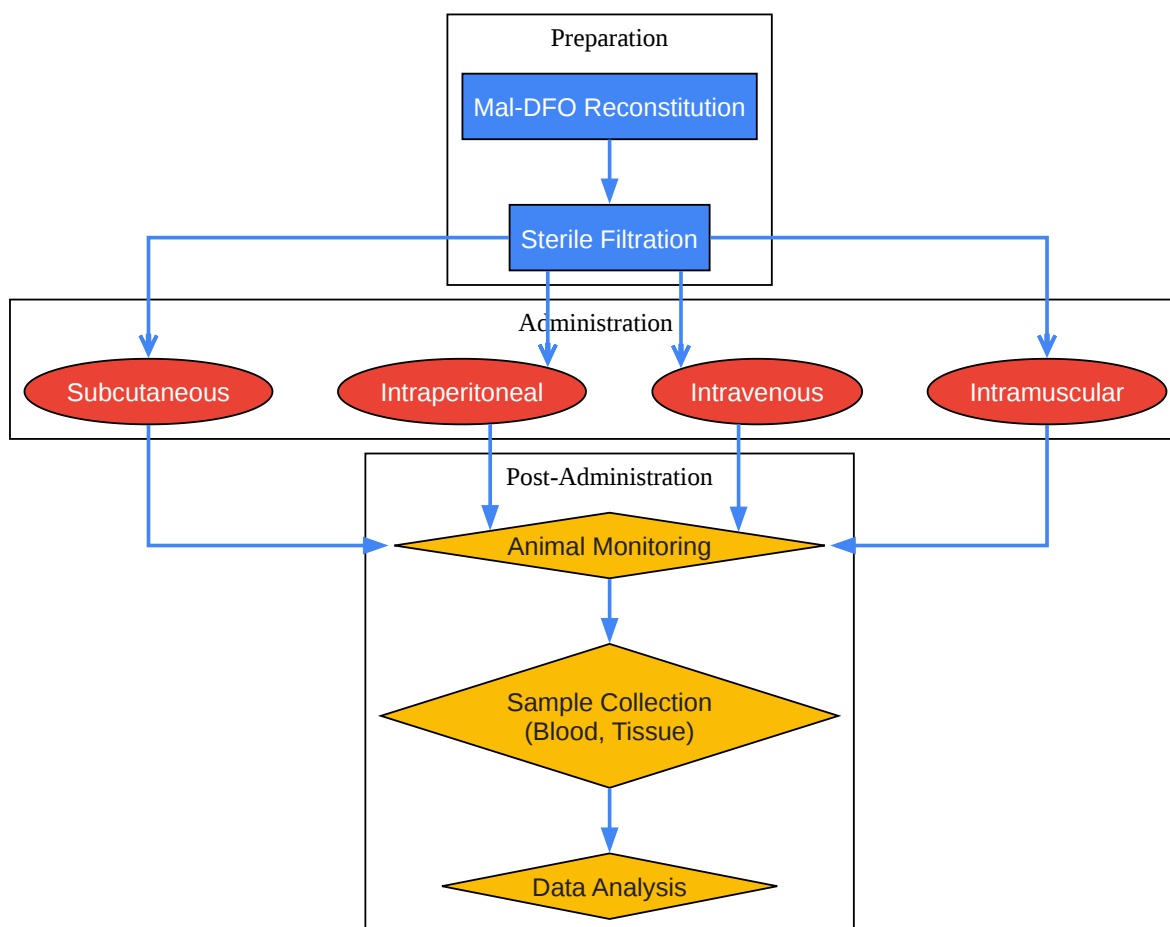 Preparation
Mal-DFO Reconstitution
Sterile Filtration
Administration
Subcutaneous
Intraperitoneal
Intravenous
Intramuscular
Post-Administration
Animal Monitoring
Sample Collection
(Blood, Tissue)
Data Analysis